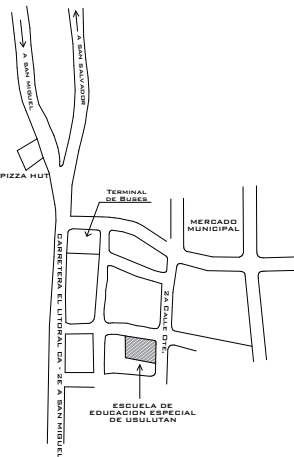 A SAN MIGUEL
A SAN SALVADOR
PIZZA HUT
TERMINAL
DE BUSES
MERCADO
MUNICIPAL
CARRETERA EL LITORAL CA - 2E A SAN MIGUEL
2A CALLE OTE.
ESCUELA DE
EDUCACION ESPECIAL
DE USULUTAN